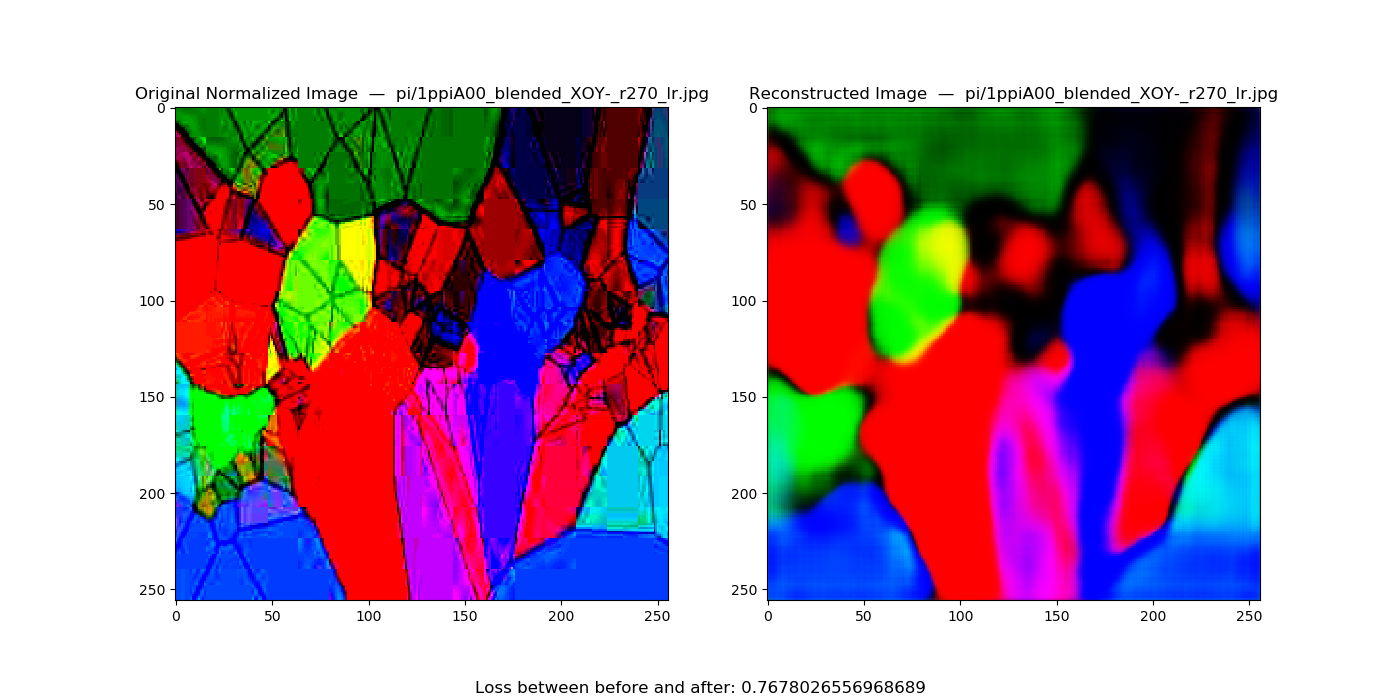 Original Normalized Image — pi/1ppiA00_blended_XOY-_r270_lr.jpg
Reconstructed Image — pi/1ppiA00_blended_XOY-_r270_lr.jpg
0
50
100
150
200
250
0 50 100 150 200 250
0
50
100
150
200
250
0 50 100 150 200 250
Loss between before and after: 0.7678026556968689